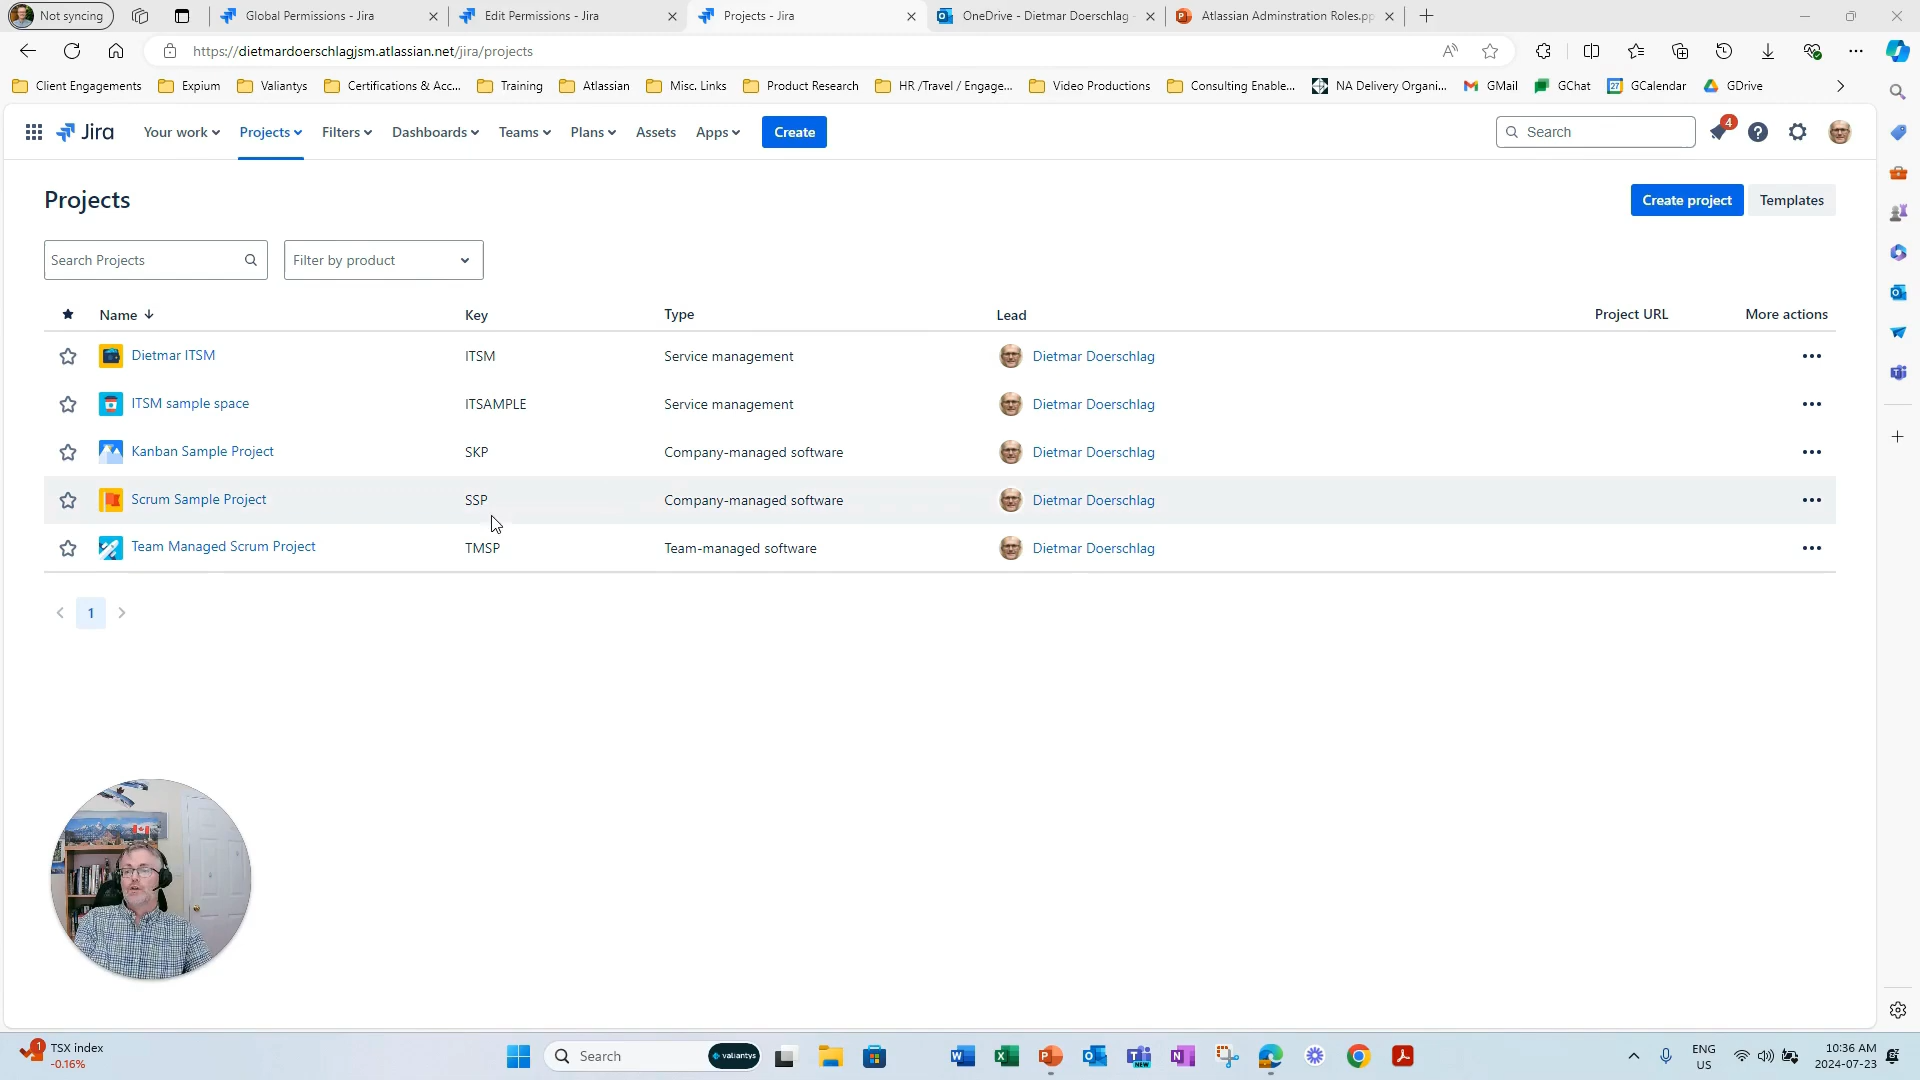 Not syncing
Global Permissions - Jira
Edit Permissions - Jira
Projects - Jira
OneDrive - Dietmar Doerschlag -
Atlassian Adminstration Roles.pp
https://dietmardoerschlagjsm.atlassian.net/jira/projects
Client Engagements
Expium
Valiantys
Certifications & Acc...
Training
Atlassian
Misc. Links
Product Research
HR /Travel / Engage...
Video Productions
Consulting Enable...
NA Delivery Organi...
GMail
GChat
27
GCalendar
GDrive
Jira
Your work
Projects
Filters
Dashboards
Teams
Plans
Assets
Apps
Create
Search
4
Projects
Create project
Templates
Search Projects
Filter by product
Name
Key
Type
Lead
Project URL
More actions
Dietmar ITSM
ITSM
Service management
Dietmar Doerschlag
ITSM sample space
ITSAMPLE
Service management
Dietmar Doerschlag
Kanban Sample Project
SKP
Company-managed software
Dietmar Doerschlag
Scrum Sample Project
SSP
Company-managed software
Dietmar Doerschlag
Team Managed Scrum Project
TMSP
Team-managed software
Dietmar Doerschlag
1
1
TSX index
-0.16%
Search
valiantys
NEW
ENG
US
10:36 AM
2024-07-23